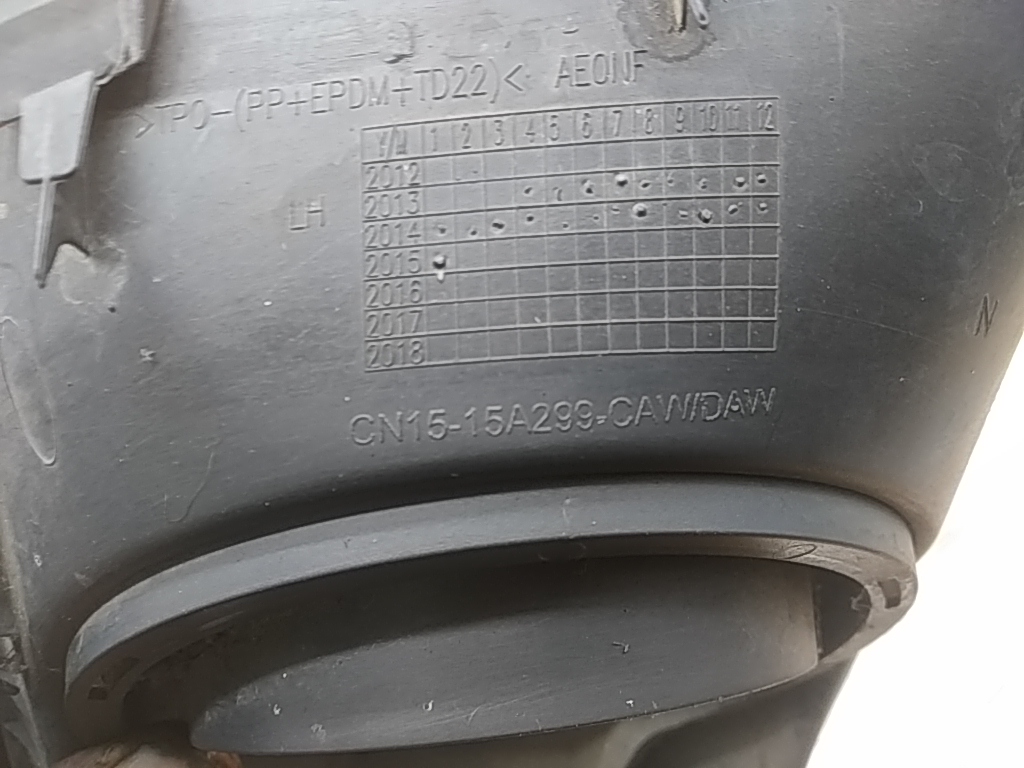 >TPO-(PP+EPDM+TD22)< AEONF
Y/M 1 2 3 4 5 6 7 8 9 10 11 12
2012
2013
LH
2014
2015
2016
2017
2018
N
CN15-15A299-CAW/DAW